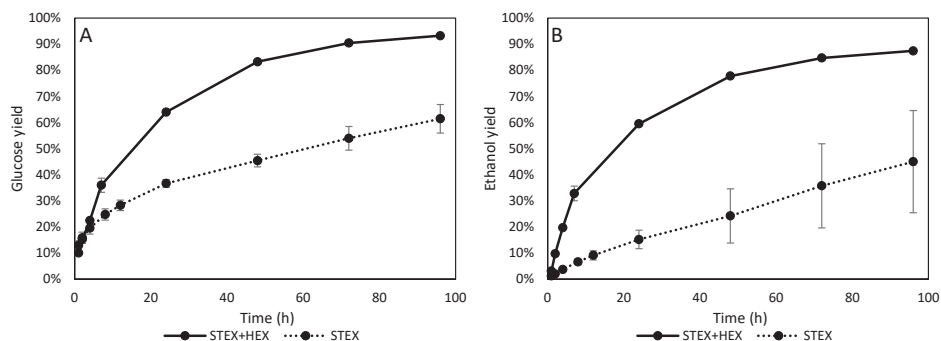 A
100%
90%
80%
70%
60%
50%
40%
30%
20%
10%
0%
Glucose yield
0 20 40 60 80 100
Time (h)
STEX+HEX STEX
B
100%
90%
80%
70%
60%
50%
40%
30%
20%
10%
0%
Ethanol yield
0 20 40 60 80 100
Time (h)
STEX+HEX STEX